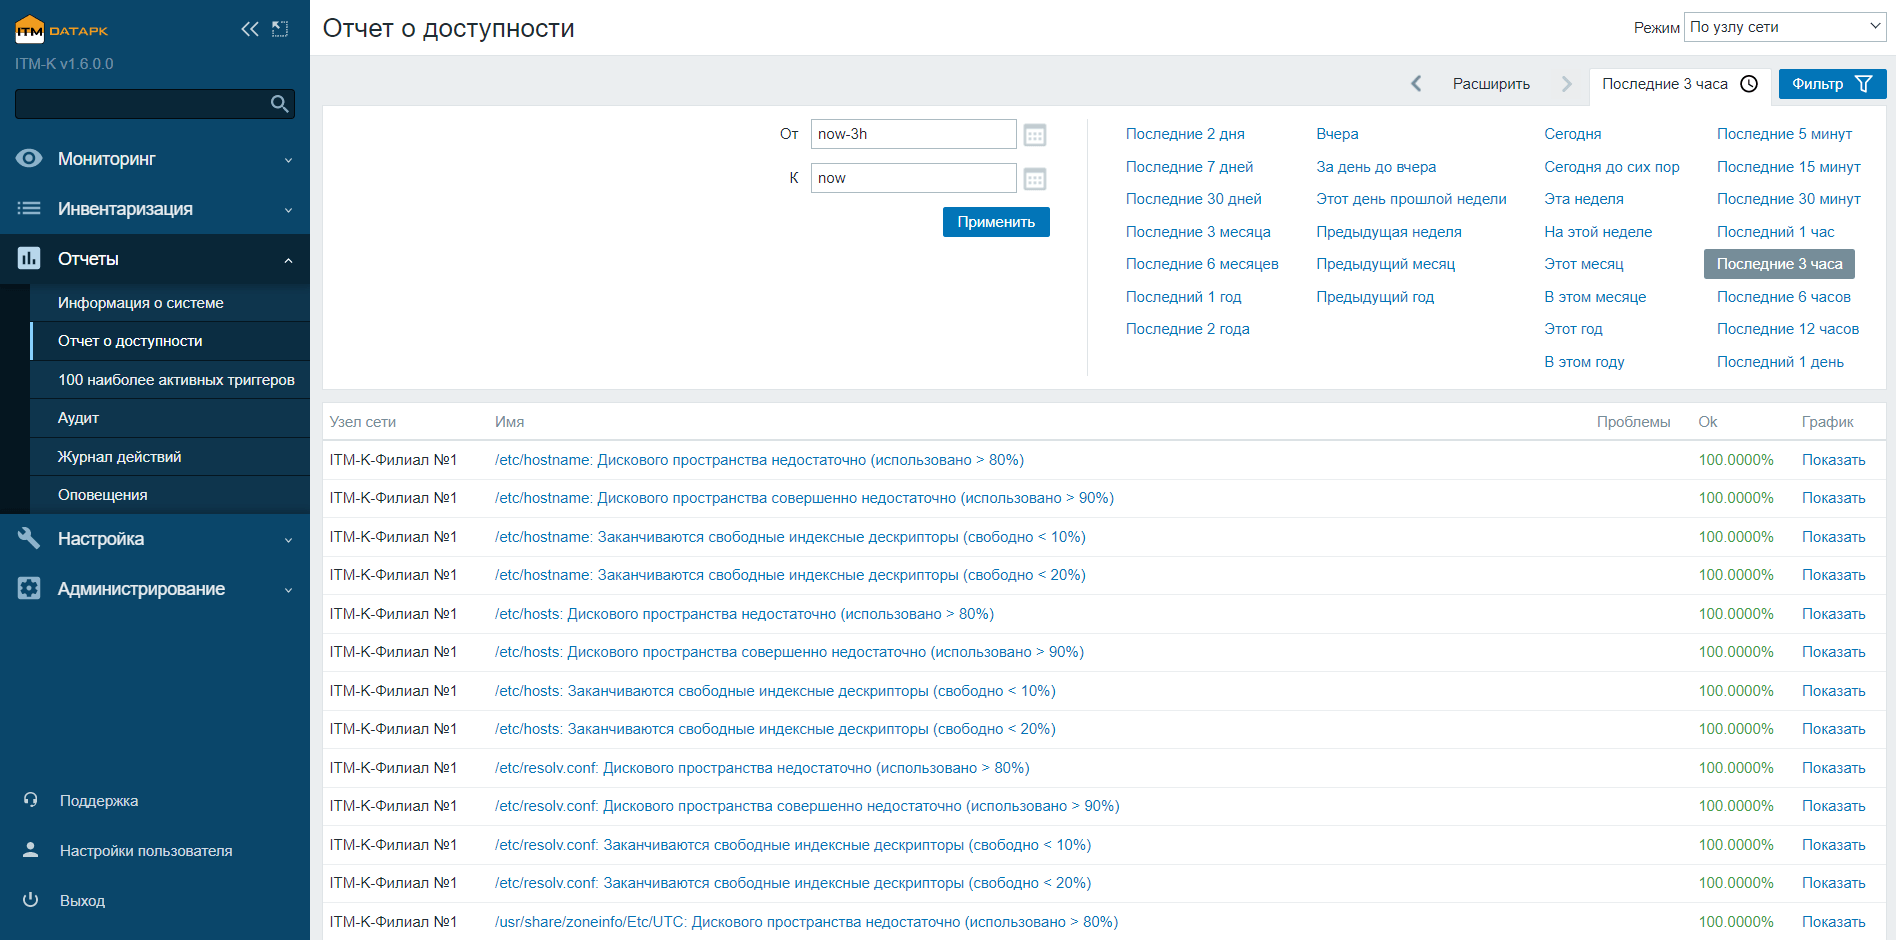 ITM DATAPK
ITM-K v1.6.0.0
Мониторинг
Инвентаризация
Отчеты
Информация о системе
Отчет о доступности
100 наиболее активных триггеров
Аудит
Журнал действий
Оповещения
Настройка
Администрирование
Поддержка
Настройки пользователя
Выход
Отчет о доступности
Режим По узлу сети
Расширить Последние 3 часа Фильтр
От now-3h
К now
Применить
Последние 2 дня Вчера Сегодня Последние 5 минут
Последние 7 дней За день до вчера Сегодня до сих пор Последние 15 минут
Последние 30 дней Этот день прошлой недели Эта неделя Последние 30 минут
Последние 3 месяца Предыдущая неделя На этой неделе Последний 1 час
Последние 6 месяцев Предыдущий месяц Этот месяц Последние 3 часа
Последний 1 год Предыдущий год В этом месяце Последние 6 часов
Последние 2 года Этот год Последние 12 часов
В этом году Последний 1 день
Узел сети Имя Проблемы Ok График
ITM-K-Филиал №1 /etc/hostname: Дискового пространства недостаточно (использовано > 80%) 100.0000% Показать
ITM-K-Филиал №1 /etc/hostname: Дискового пространства совершенно недостаточно (использовано > 90%) 100.0000% Показать
ITM-K-Филиал №1 /etc/hostname: Заканчиваются свободные индексные дескрипторы (свободно < 10%) 100.0000% Показать
ITM-K-Филиал №1 /etc/hostname: Заканчиваются свободные индексные дескрипторы (свободно < 20%) 100.0000% Показать
ITM-K-Филиал №1 /etc/hosts: Дискового пространства недостаточно (использовано > 80%) 100.0000% Показать
ITM-K-Филиал №1 /etc/hosts: Дискового пространства совершенно недостаточно (использовано > 90%) 100.0000% Показать
ITM-K-Филиал №1 /etc/hosts: Заканчиваются свободные индексные дескрипторы (свободно < 10%) 100.0000% Показать
ITM-K-Филиал №1 /etc/hosts: Заканчиваются свободные индексные дескрипторы (свободно < 20%) 100.0000% Показать
ITM-K-Филиал №1 /etc/resolv.conf: Дискового пространства недостаточно (использовано > 80%) 100.0000% Показать
ITM-K-Филиал №1 /etc/resolv.conf: Дискового пространства совершенно недостаточно (использовано > 90%) 100.0000% Показать
ITM-K-Филиал №1 /etc/resolv.conf: Заканчиваются свободные индексные дескрипторы (свободно < 10%) 100.0000% Показать
ITM-K-Филиал №1 /etc/resolv.conf: Заканчиваются свободные индексные дескрипторы (свободно < 20%) 100.0000% Показать
ITM-K-Филиал №1 /usr/share/zoneinfo/Etc/UTC: Дискового пространства недостаточно (использовано > 80%) 100.0000% Показать